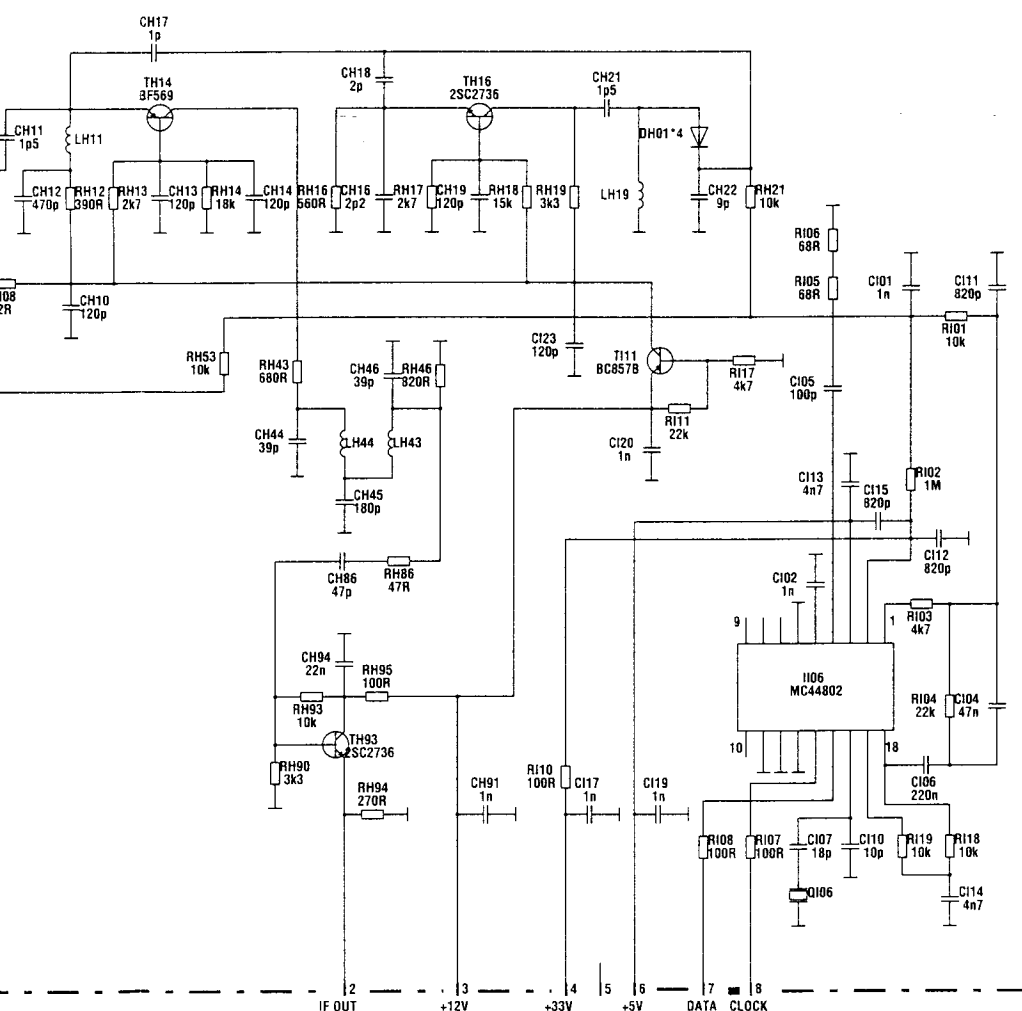 CH17
1p
TH14
BF569
CH18
2p
TH16
2SC2736
CH21
1p5
CH11
1p5
LH11
DH01*4
CH12
470p
RH12
390R
RH13
2k7
CH13
120p
RH14
18k
CH14
120p
RH16
560R
CH16
2p2
RH17
2k7
CH19
120p
RH18
15k
RH19
3k3
LH19
CH22
9p
RH21
10k
RI06
68R
RI05
68R
CI01
1n
CI11
820p
I08
2R
CH10
120p
RI01
10k
RH53
10k
RH43
680R
CH46
39p
RH46
820R
CI23
120p
TI11
BC857B
RI17
4k7
CI05
100p
RI11
22k
CH44
39p
LH44
LH43
CI20
1n
CH45
180p
CI13
4n7
CI15
820p
RI02
1M
CI12
820p
CH86
47p
RH86
47R
CI02
1n
9
1
RI03
4k7
CH94
22n
RH95
100R
II06
MC44802
RI04
22k
CI04
47n
RH93
10k
TH93
2SC2736
10
18
RH90
3k3
RH94
270R
CH91
1n
RI10
100R
CI17
1n
CI19
1n
CI06
220n
RI08
100R
RI07
100R
CI07
18p
CI10
10p
RI19
10k
RI18
10k
QI06
CI14
4n7
2
3
4
5
6
7
8
IF OUT
+12V
+33V
+5V
DATA
CLOCK